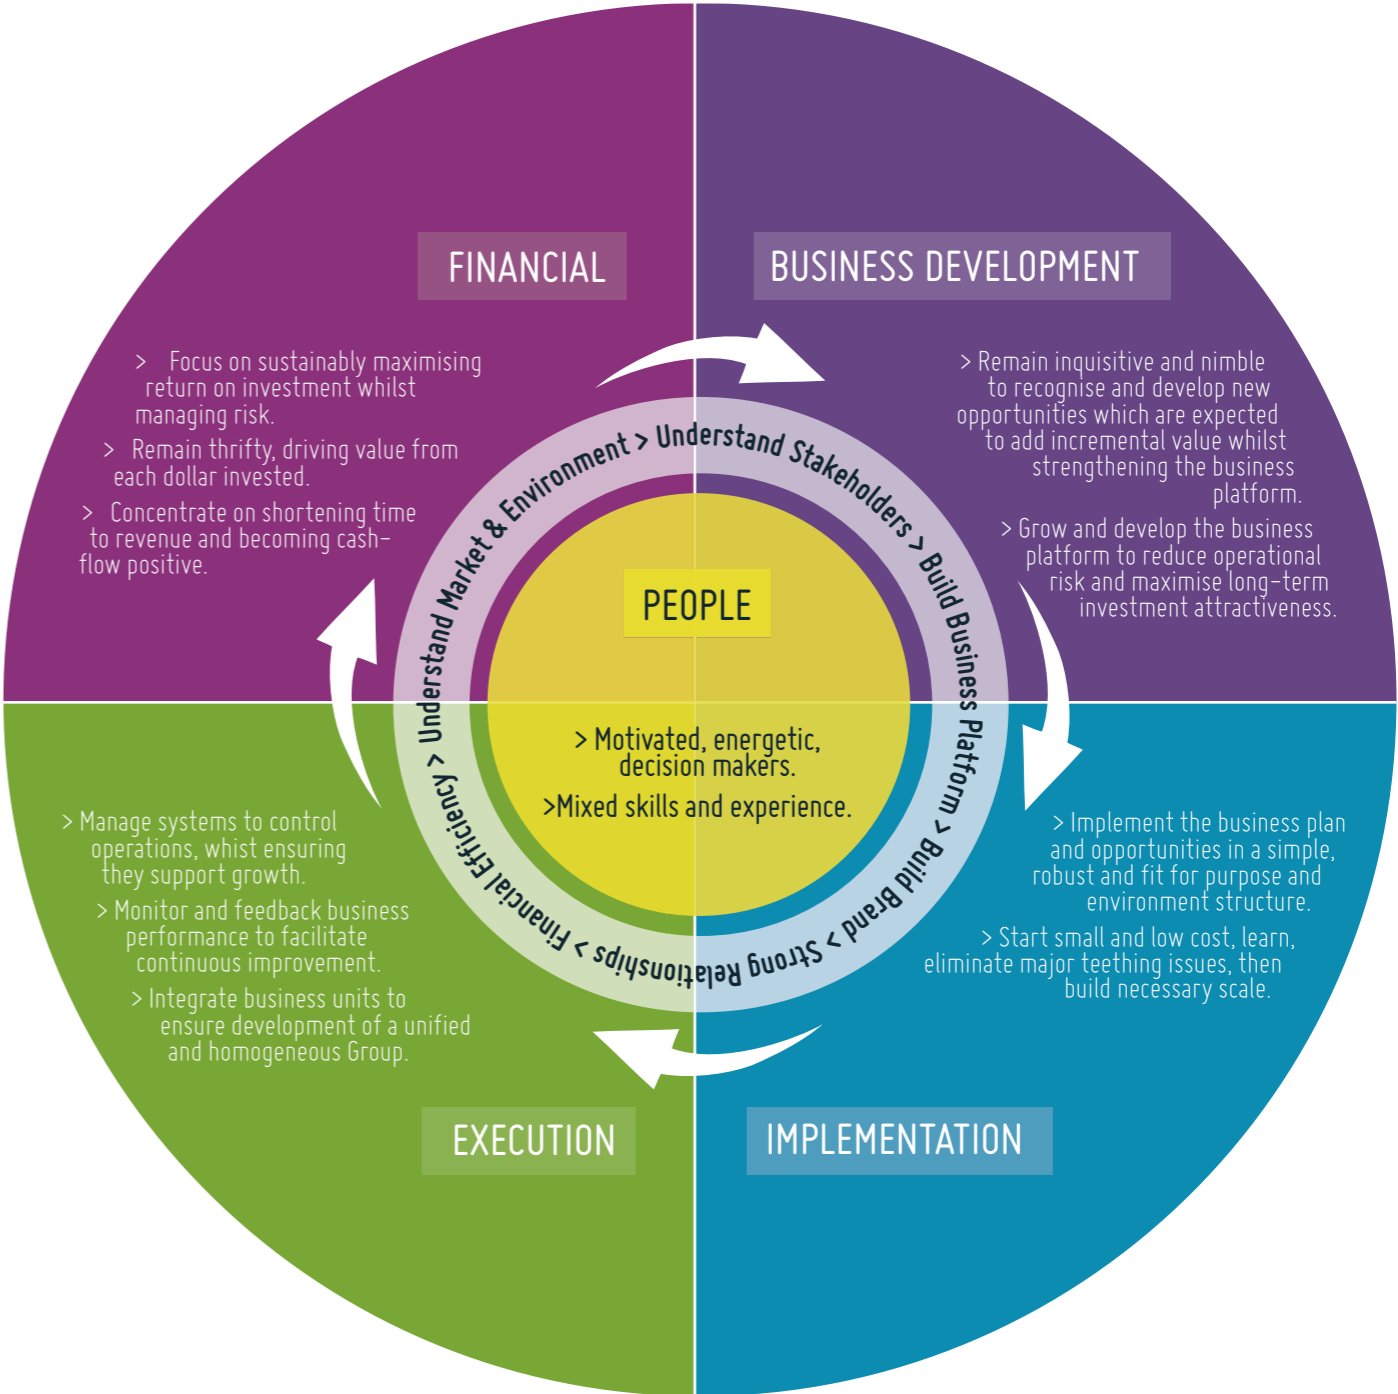 FINANCIAL
> Focus on sustainably maximising
return on investment whilst
managing risk.
> Remain thrifty, driving value from
each dollar invested.
> Concentrate on shortening time
to revenue and becoming cash-
flow positive.
BUSINESS DEVELOPMENT
> Remain inquisitive and nimble
to recognise and develop new
opportunities which are expected
to add incremental value whilst
strengthening the business
platform.
> Grow and develop the business
platform to reduce operational
risk and maximise long-term
investment attractiveness.
> Understand Market & Environment > Understand Stakeholders > Build Business Platform > Build Brand > Strong Relationships > Financial Efficiency
PEOPLE
> Motivated, energetic,
decision makers.
>Mixed skills and experience.
> Manage systems to control
operations, whist ensuring
they support growth.
> Monitor and feedback business
performance to facilitate
continuous improvement.
> Integrate business units to
ensure development of a unified
and homogeneous Group.
EXECUTION
> Implement the business plan
and opportunities in a simple,
robust and fit for purpose and
environment structure.
> Start small and low cost, learn,
eliminate major teething issues, then
build necessary scale.
IMPLEMENTATION